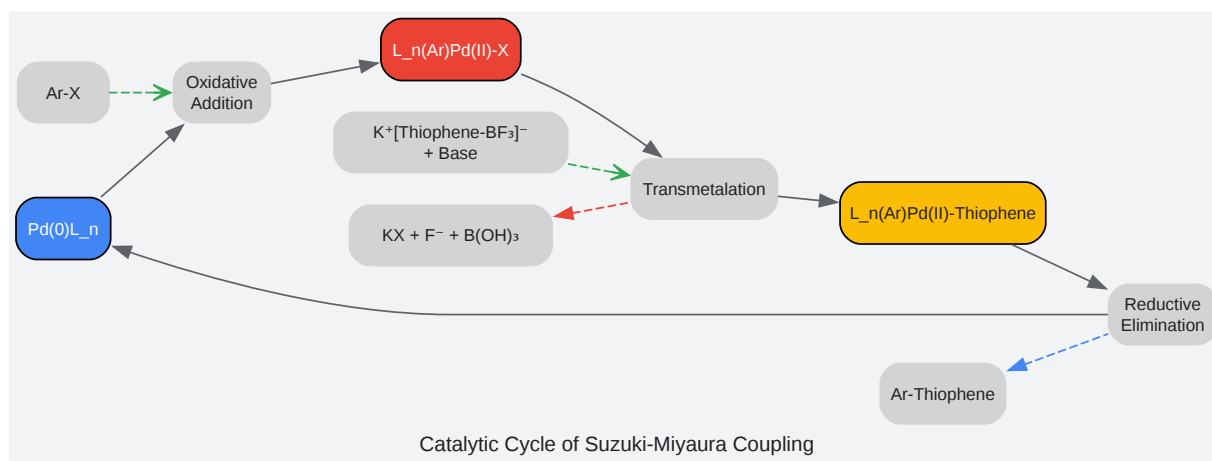 L_n(Ar)Pd(II)-X
Ar-X
Oxidative
Addition
K⁺[Thiophene-BF₃]⁻
+ Base
Transmetalation
L_n(Ar)Pd(II)-Thiophene
Pd(0)L_n
KX + F⁻ + B(OH)₃
Reductive
Elimination
Ar-Thiophene
Catalytic Cycle of Suzuki-Miyaura Coupling